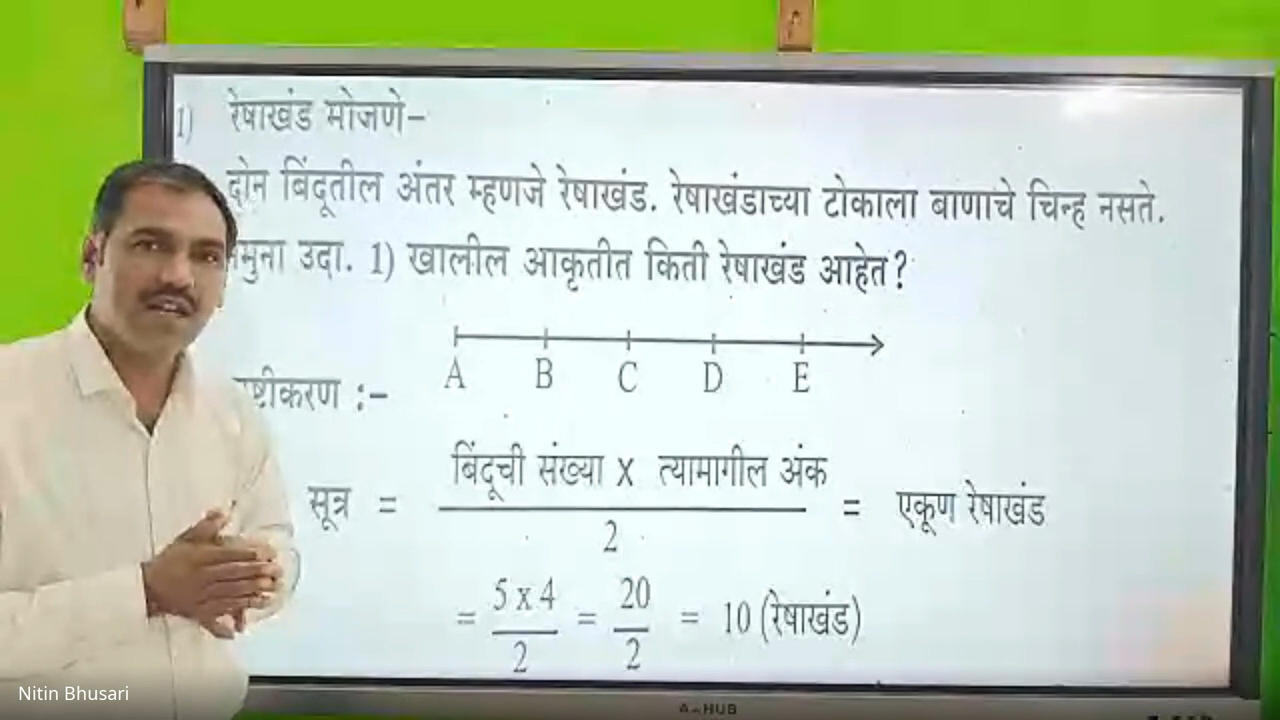 1) रेषाखंड मोजणे–
दोन बिंदूतील अंतर म्हणजे रेषाखंड. रेषाखंडाच्या टोकाला बाणाचे चिन्ह नसते.
उदा. 1) खालील आकृतीत किती रेषाखंड आहेत?
A B C D E
:–
बिंदूची संख्या x त्यामागील अंक
सूत्र = = एकूण रेषाखंड
2
5 x 4 20
= = = 10 (रेषाखंड)
2 2
Nitin Bhusari
A-HUB